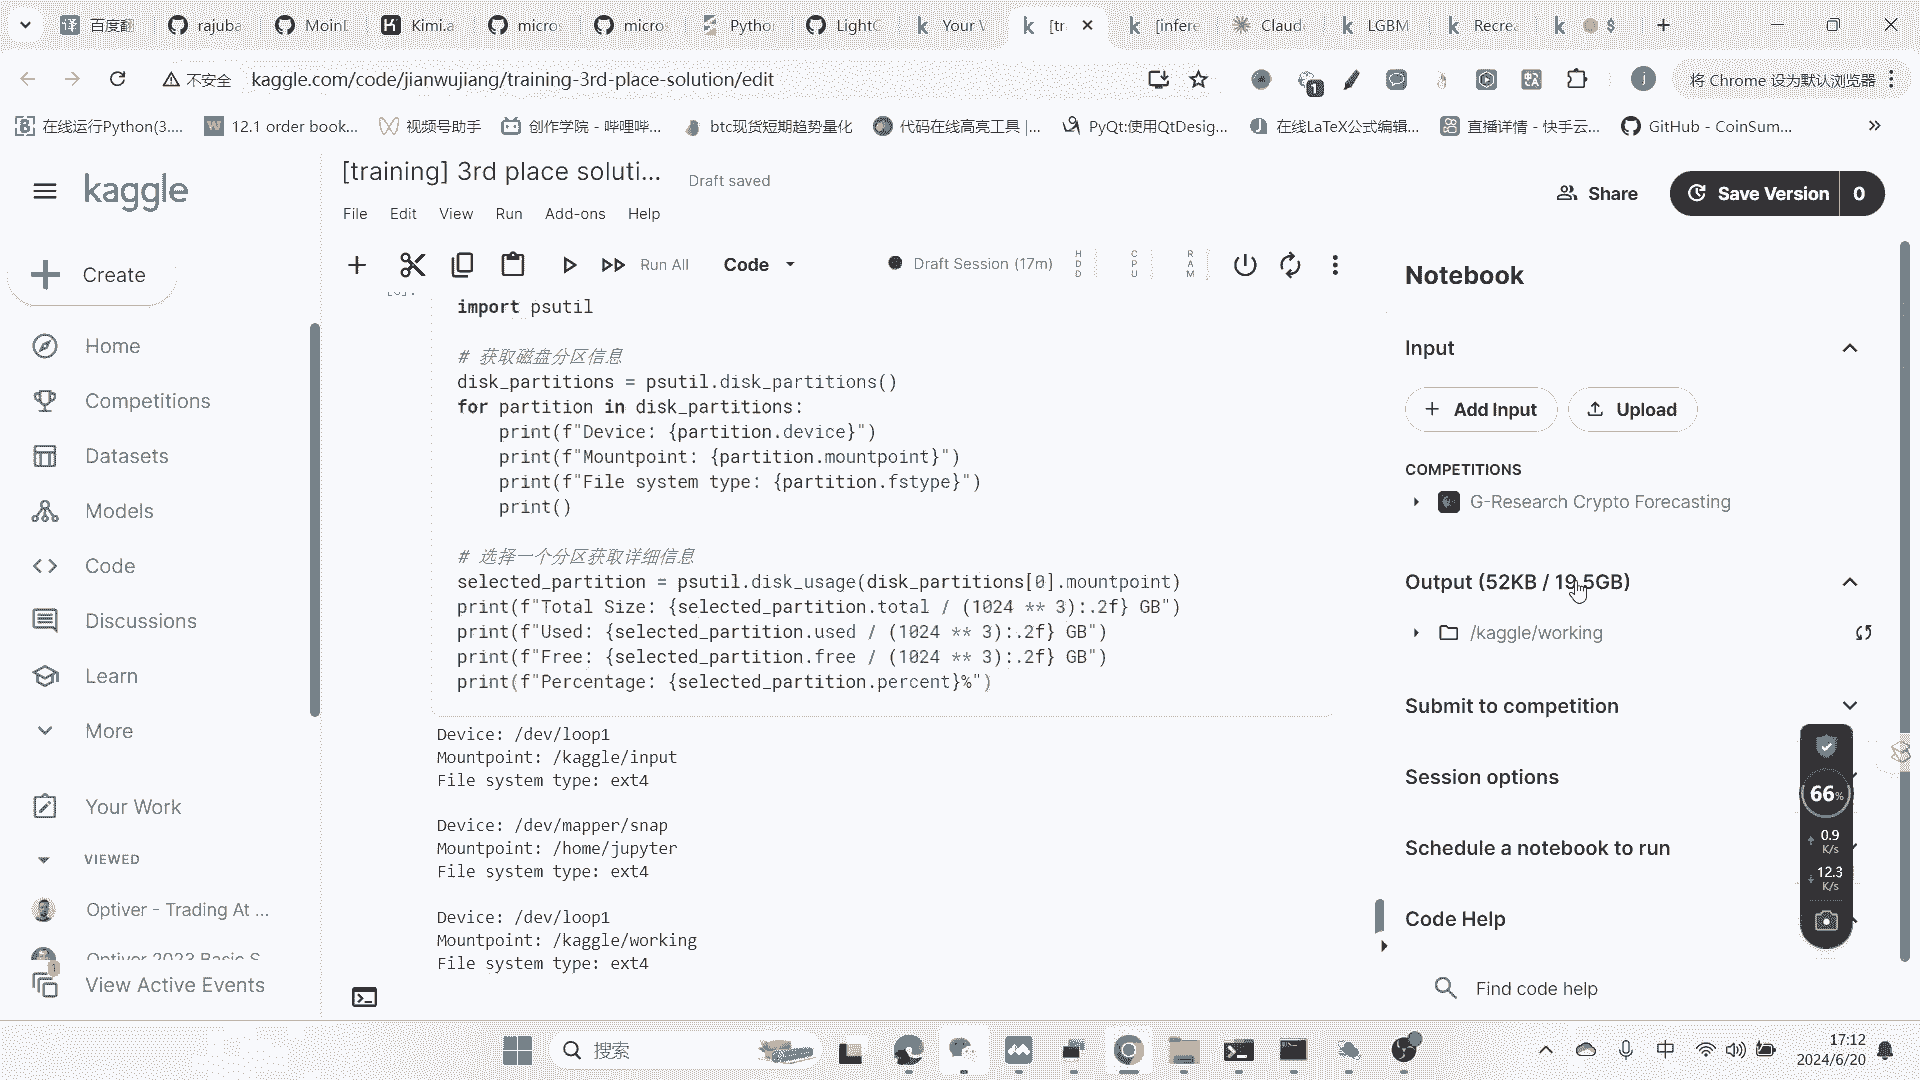 百度翻
rajuba
MoinD
Kimi.a
micros
micros
Pytho
LightG
Your V
[tr
[infere
Claud
LGBM
Recre
$
不安全
kaggle.com/code/jianwujiang/training-3rd-place-solution/edit
1
j
将 Chrome 设为默认浏览器
在线运行Python(3....
12.1 order book...
视频号助手
创作学院 - 哔哩哔...
btc现货短期趋势量化
代码在线高亮工具 |...
PyQt:使用QtDesig...
在线LaTeX公式编辑...
直播详情 - 快手云...
GitHub - CoinSum...
kaggle
[training] 3rd place soluti...
Draft saved
File Edit View Run Add-ons Help
Share
Save Version 0
Create
Home
Competitions
Datasets
Models
Code
Discussions
Learn
More
Your Work
VIEWED
Optiver - Trading At ...
Optiver 2023 Basic S
1
View Active Events
Run All
Code
Draft Session (17m)
HDD
CPU
RAM
import psutil
# 获取磁盘分区信息
disk_partitions = psutil.disk_partitions()
for partition in disk_partitions:
    print(f"Device: {partition.device}")
    print(f"Mountpoint: {partition.mountpoint}")
    print(f"File system type: {partition.fstype}")
    print()
# 选择一个分区获取详细信息
selected_partition = psutil.disk_usage(disk_partitions[0].mountpoint)
print(f"Total Size: {selected_partition.total / (1024 ** 3):.2f} GB")
print(f"Used: {selected_partition.used / (1024 ** 3):.2f} GB")
print(f"Free: {selected_partition.free / (1024 ** 3):.2f} GB")
print(f"Percentage: {selected_partition.percent}%")
Device: /dev/loop1
Mountpoint: /kaggle/input
File system type: ext4
Device: /dev/mapper/snap
Mountpoint: /home/jupyter
File system type: ext4
Device: /dev/loop1
Mountpoint: /kaggle/working
File system type: ext4
Notebook
Input
Add Input
Upload
COMPETITIONS
G-Research Crypto Forecasting
Output (52KB / 19.5GB)
/kaggle/working
Submit to competition
Session options
Schedule a notebook to run
Code Help
Find code help
66%
0.9
K/s
12.3
K/s
搜索
中
17:12
2024/6/20